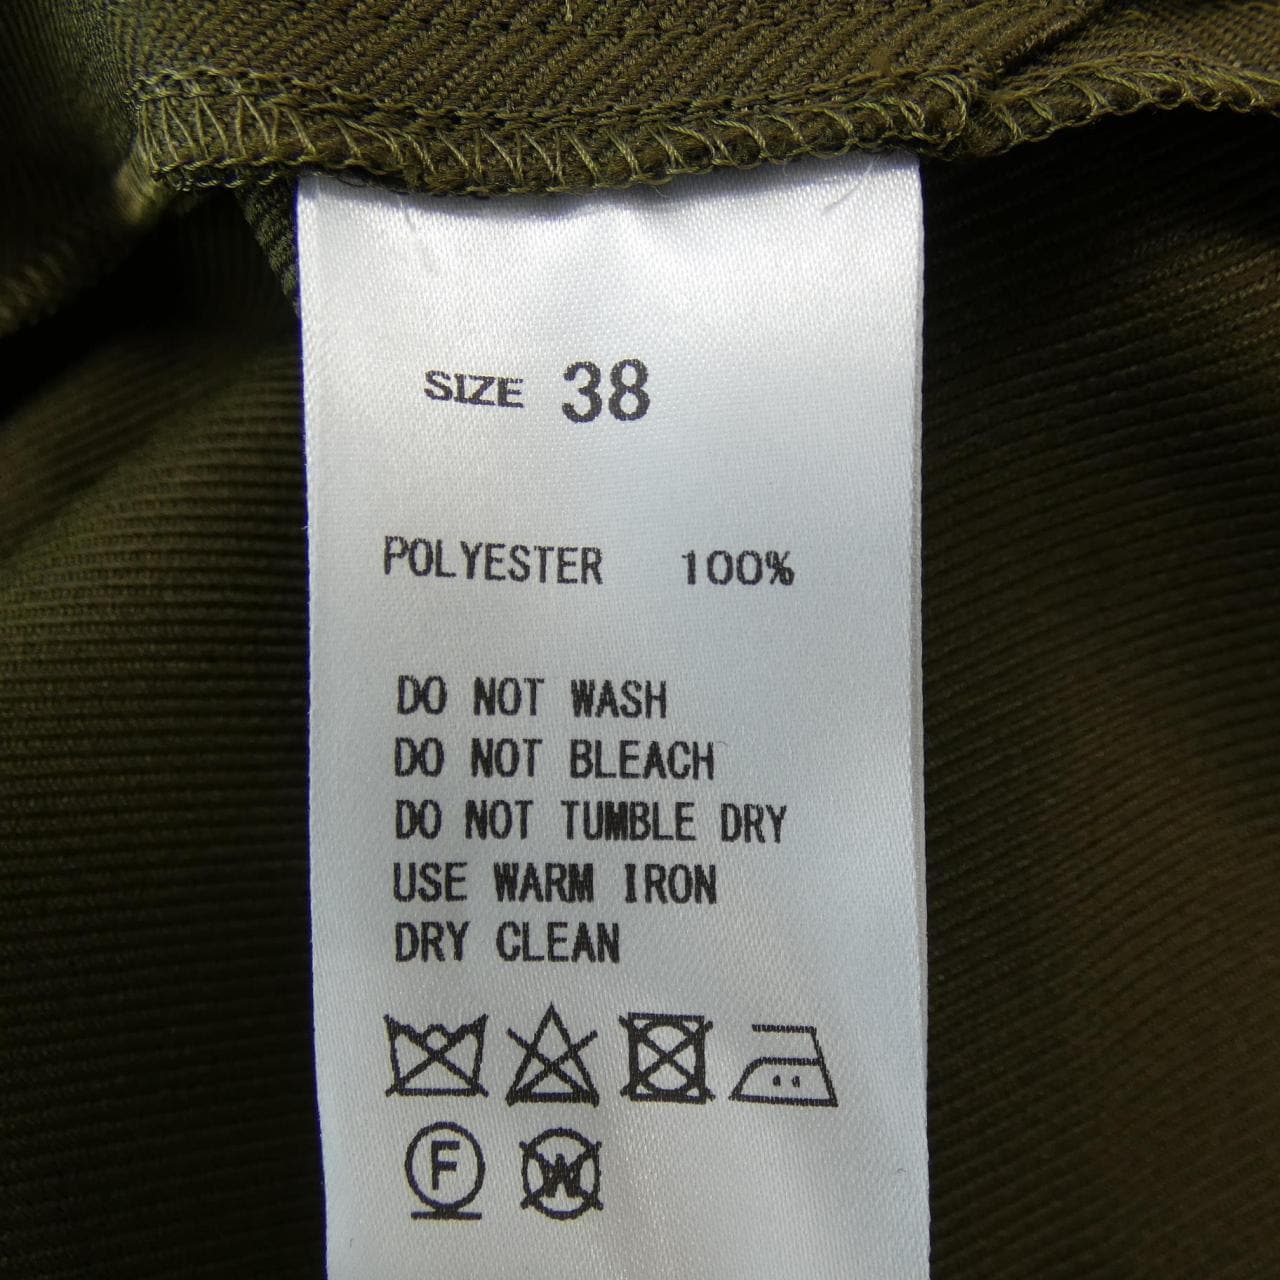 SIZE 38
POLYESTER 100%
DO NOT WASH
DO NOT BLEACH
DO NOT TUMBLE DRY
USE WARM IRON
DRY CLEAN
F W